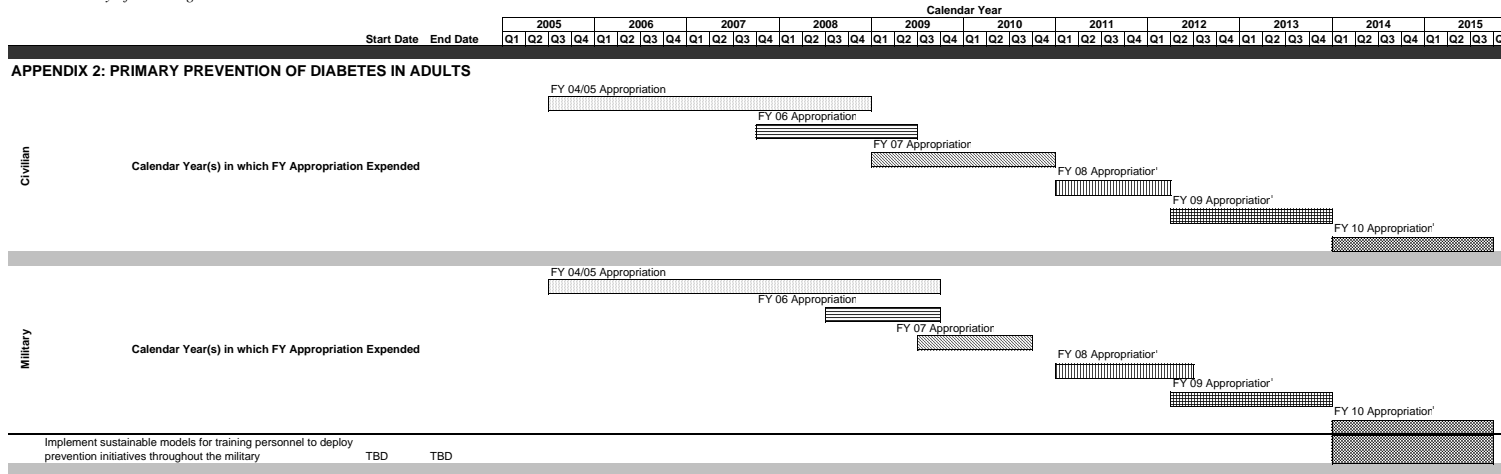 Calendar Year
2005 2006 2007 2008 2009 2010 2011 2012 2013 2014 2015
Start Date End Date Q1 Q2 Q3 Q4 Q1 Q2 Q3 Q4 Q1 Q2 Q3 Q4 Q1 Q2 Q3 Q4 Q1 Q2 Q3 Q4 Q1 Q2 Q3 Q4 Q1 Q2 Q3 Q4 Q1 Q2 Q3 Q4 Q1 Q2 Q3 Q4 Q1 Q2 Q3 Q4 Q1 Q2 Q3
APPENDIX 2: PRIMARY PREVENTION OF DIABETES IN ADULTS
FY 04/05 Appropriation
FY 06 Appropriation
FY 07 Appropriation
Civilian
Calendar Year(s) in which FY Appropriation Expended
FY 08 Appropriation
FY 09 Appropriation
FY 10 Appropriation
FY 04/05 Appropriation
FY 06 Appropriation
FY 07 Appropriation
Military
Calendar Year(s) in which FY Appropriation Expended
FY 08 Appropriation
FY 09 Appropriation
FY 10 Appropriation
Implement sustainable models for training personnel to deploy
prevention initiatives throughout the military TBD TBD